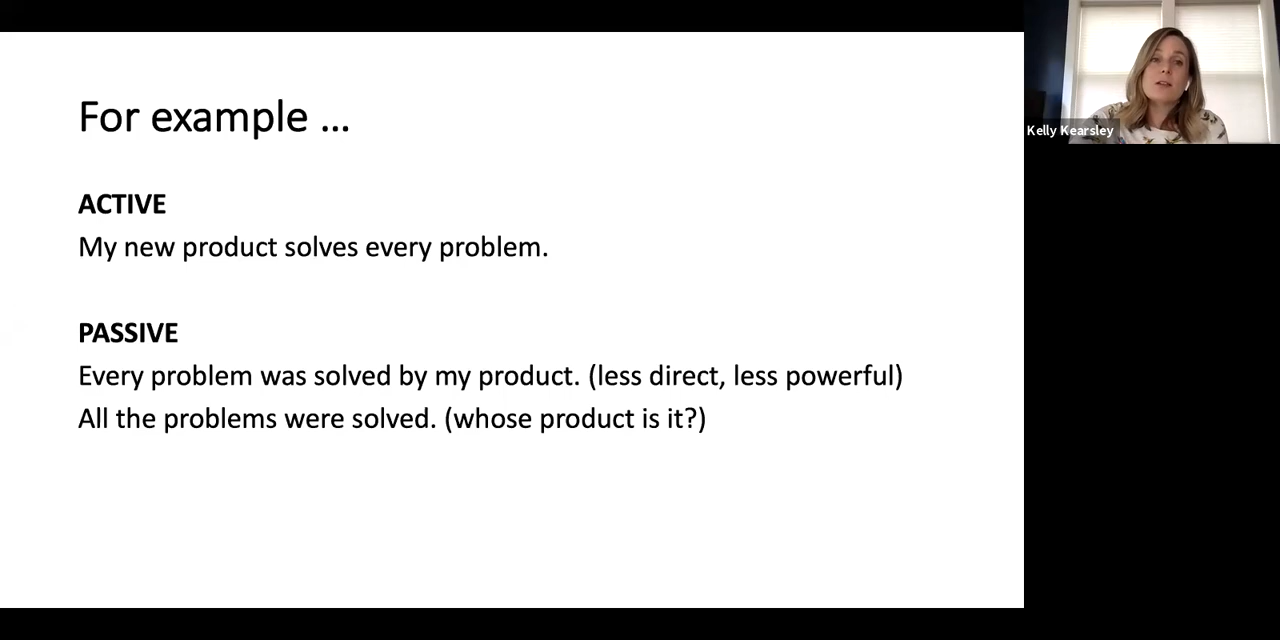 For example ...
ACTIVE
My new product solves every problem.
PASSIVE
Every problem was solved by my product. (less direct, less powerful)
All the problems were solved. (whose product is it?)
Kelly Kearsley